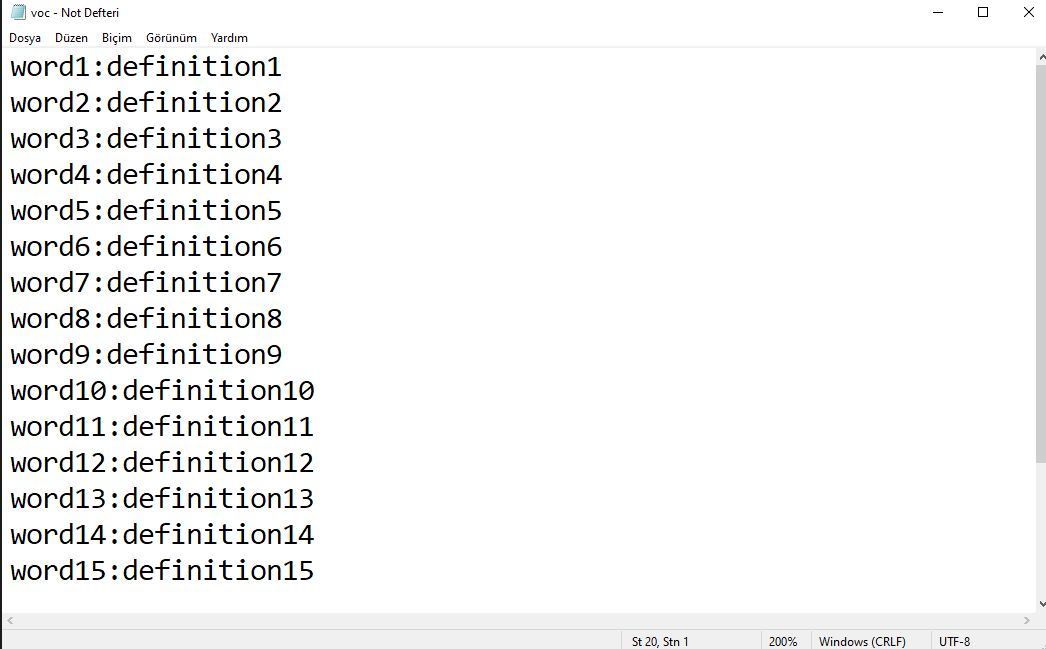 voc - Not Defteri
Dosya Düzen Biçim Görünüm Yardım
word1:definition1
word2:definition2
word3:definition3
word4:definition4
word5:definition5
word6:definition6
word7:definition7
word8:definition8
word9:definition9
word10:definition10
word11:definition11
word12:definition12
word13:definition13
word14:definition14
word15:definition15
St 20, Stn 1 200% Windows (CRLF) UTF-8